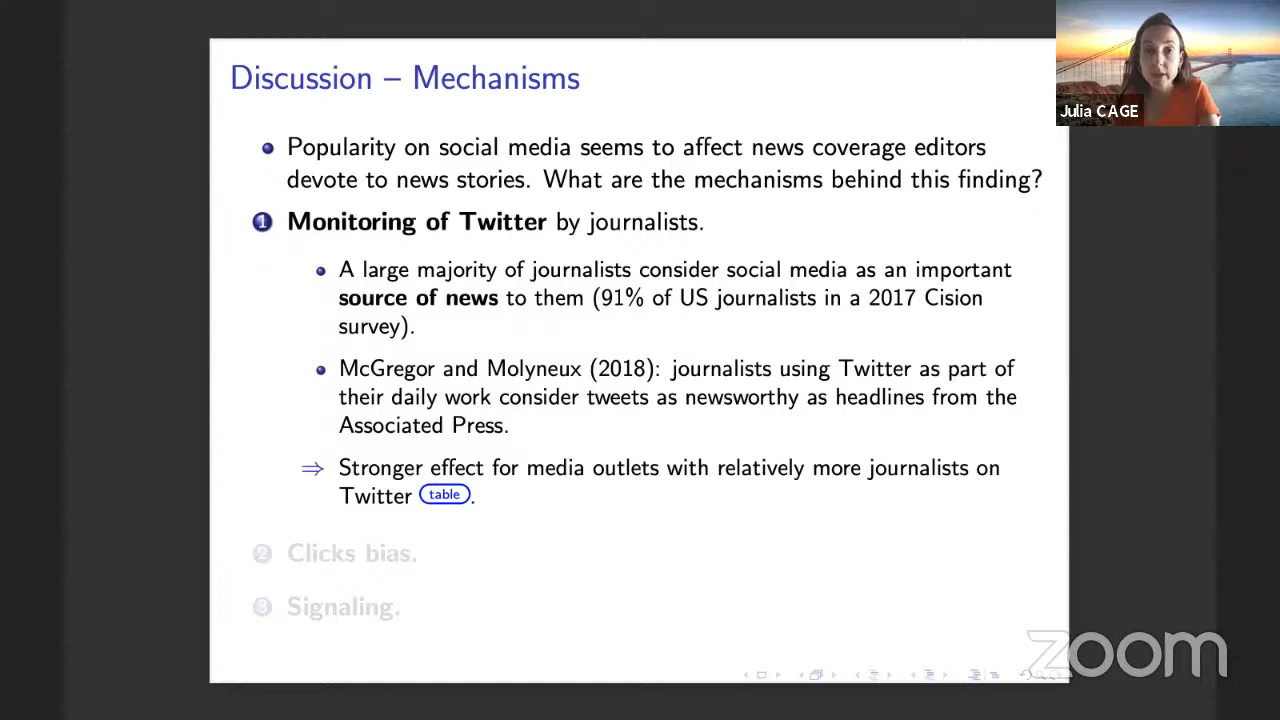 Discussion – Mechanisms
Julia CAGE
Popularity on social media seems to affect news coverage editors
devote to news stories. What are the mechanisms behind this finding?
1 Monitoring of Twitter by journalists.
A large majority of journalists consider social media as an important
source of news to them (91% of US journalists in a 2017 Cision
survey).
McGregor and Molyneux (2018): journalists using Twitter as part of
their daily work consider tweets as newsworthy as headlines from the
Associated Press.
⇒ Stronger effect for media outlets with relatively more journalists on
Twitter table.
2 Clicks bias.
3 Signaling.
zoom